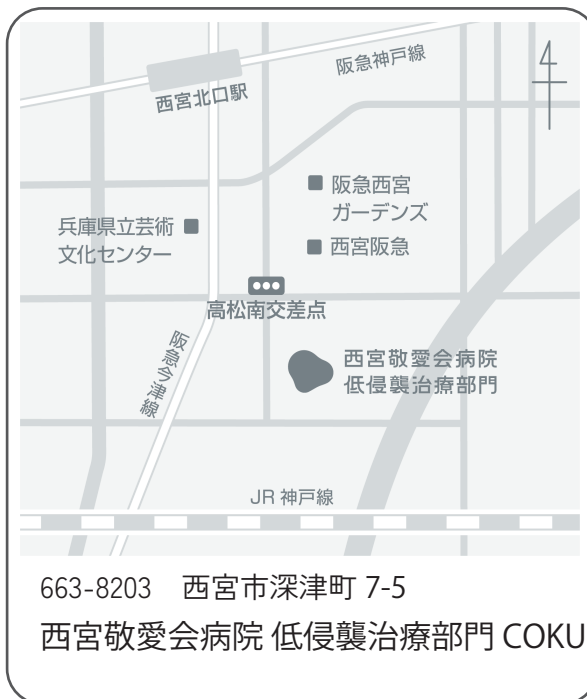 阪急神戸線
西宮北口駅
阪急西宮
ガーデンズ
兵庫県立芸術
文化センター
西宮阪急
高松南交差点
阪急今津線
西宮敬愛会病院
低侵襲治療部門
JR 神戸線
663-8203 西宮市深津町 7-5
西宮敬愛会病院 低侵襲治療部門 COKU